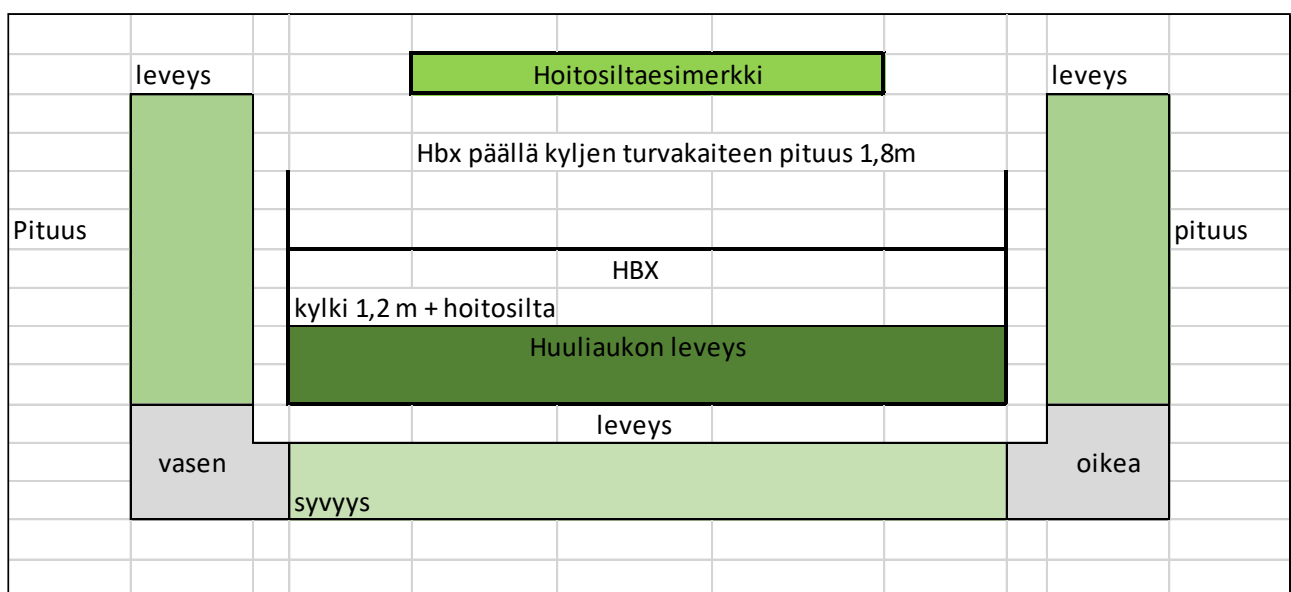 Hoitosiltaesimerkki
leveys
leveys
Hbx päällä kyljen turvakaiteen pituus 1,8m
Pituus
pituus
HBX
kylki 1,2 m + hoitosilta
Huuliaukon leveys
leveys
vasen
oikea
syvyys